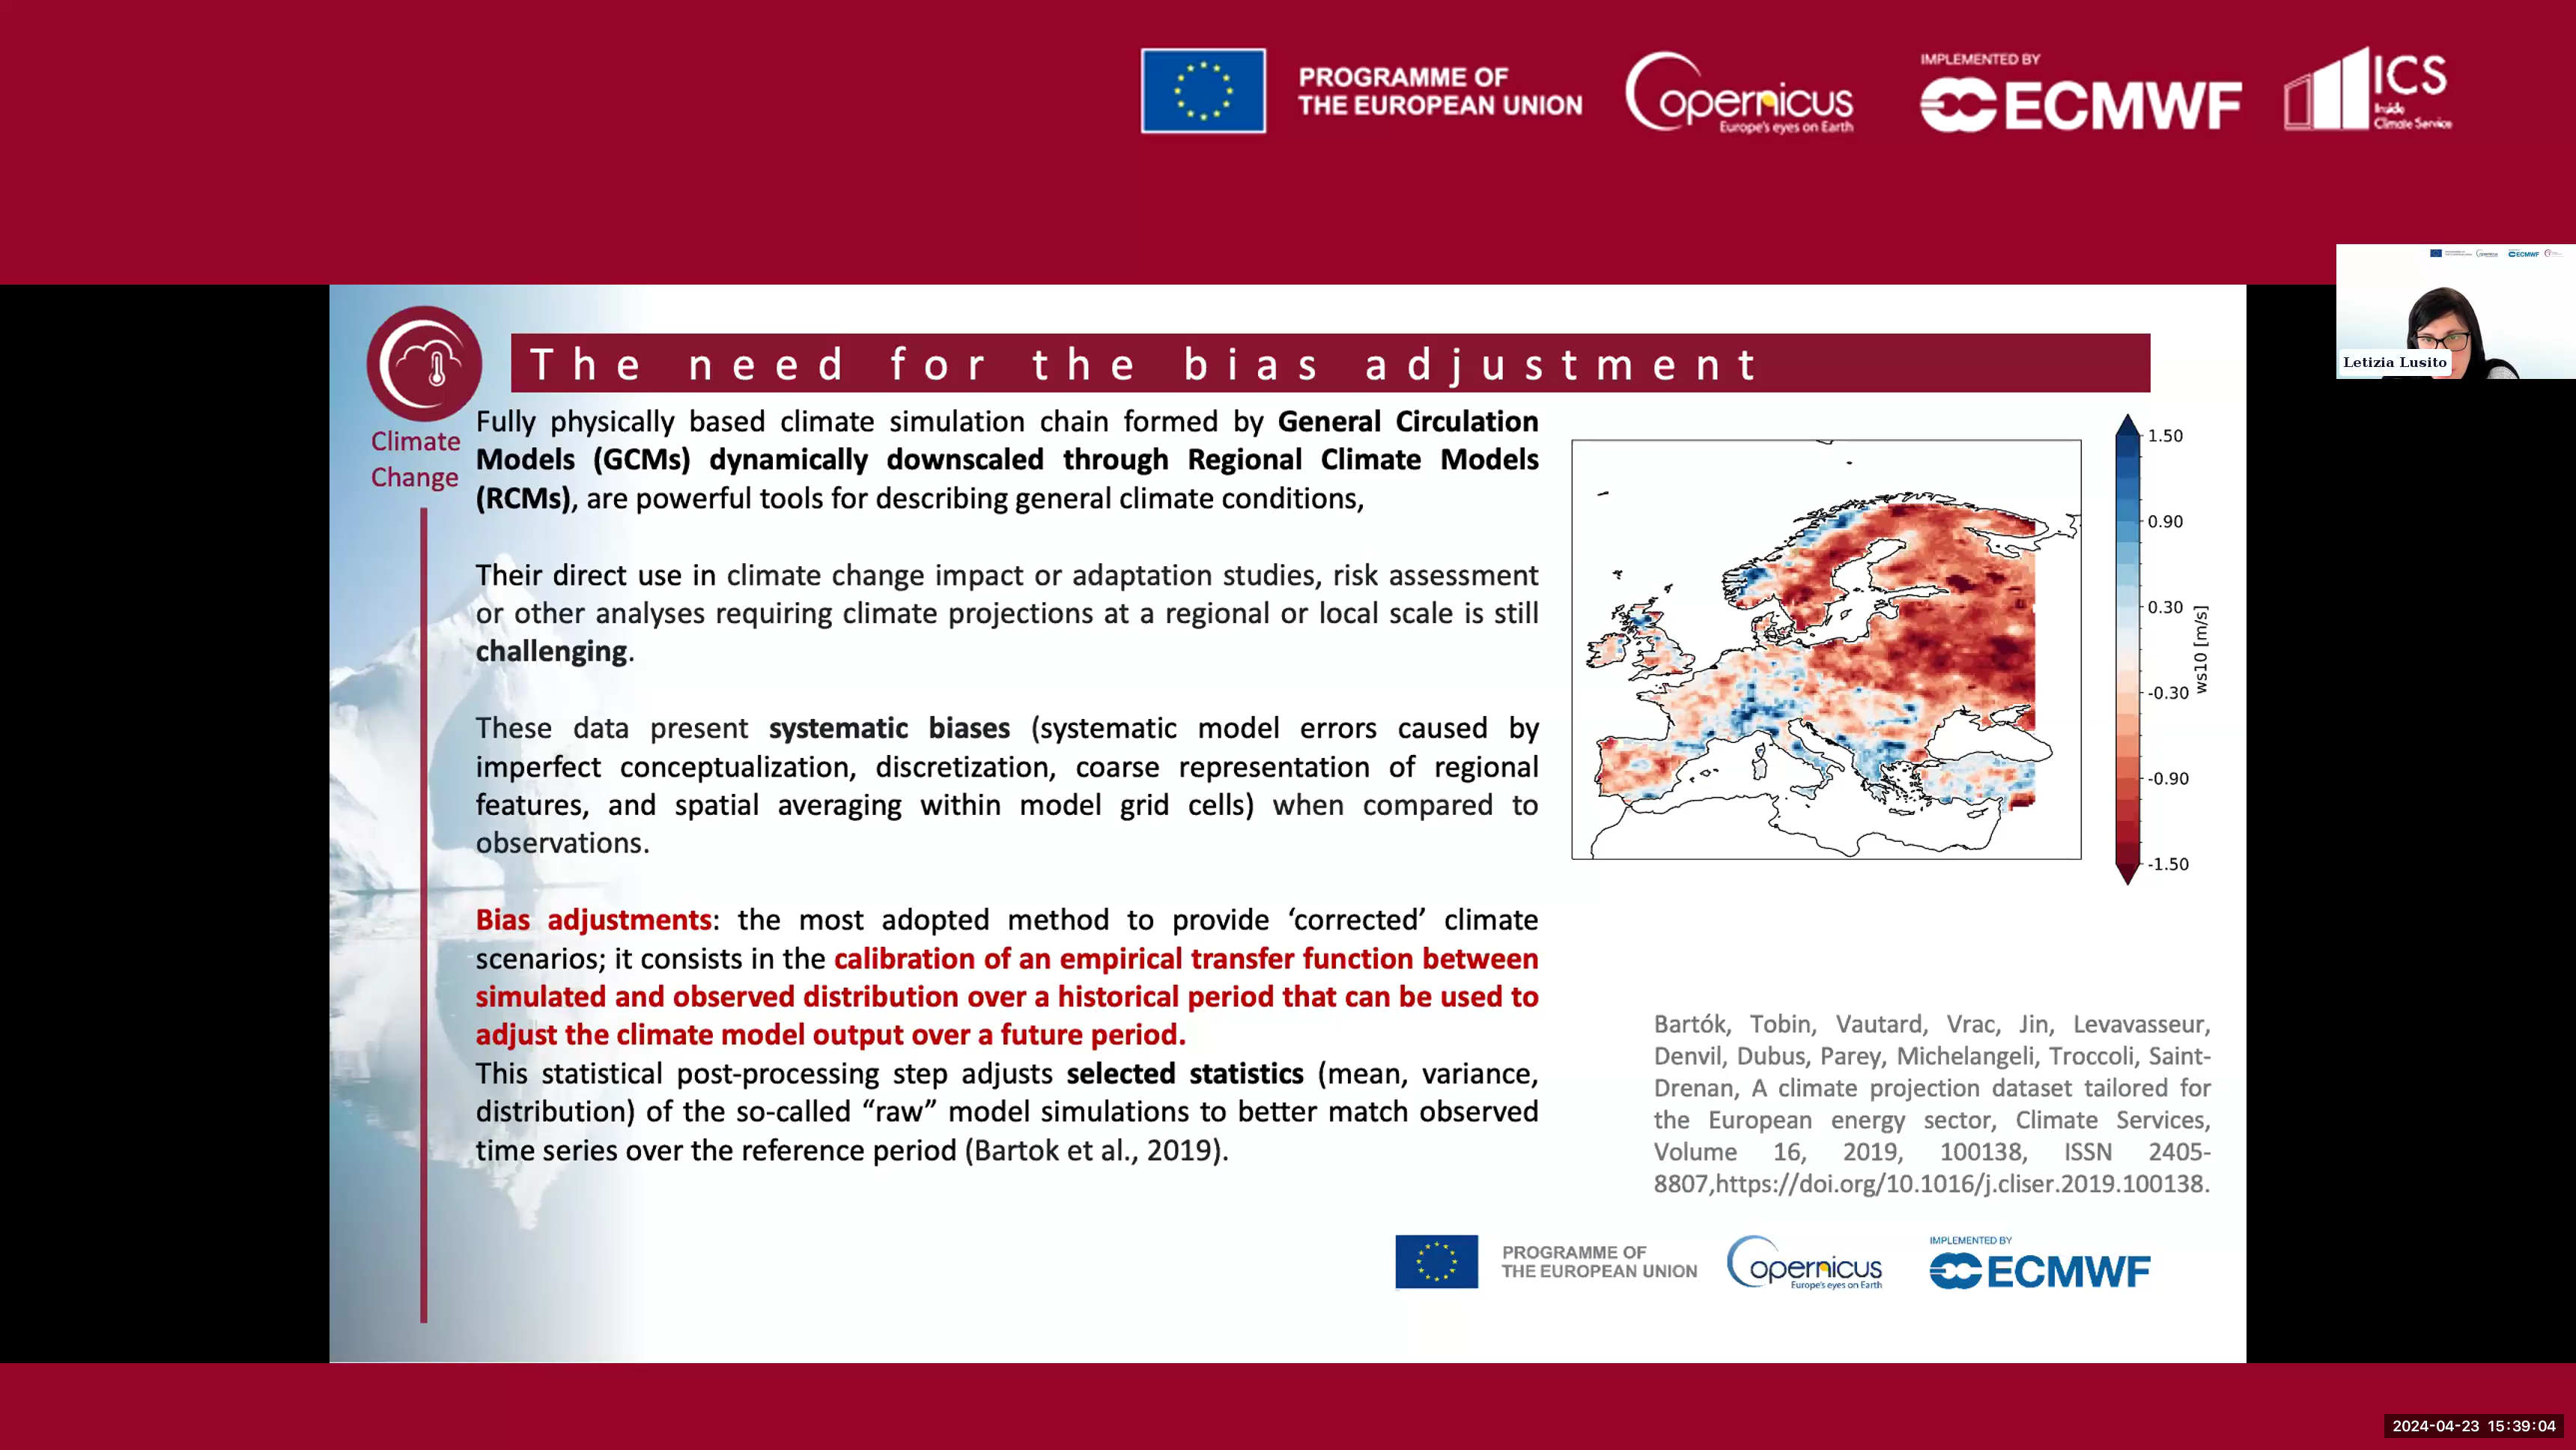 PROGRAMME OF
THE EUROPEAN UNION
Copernicus
Europe's eyes on Earth
IMPLEMENTED BY
ECMWF
ICS
Inside
Climate Service
ECMWF
Letizia Lusito
The need for the bias adjustment
Climate
Change
Fully physically based climate simulation chain formed by General Circulation
Models (GCMs) dynamically downscaled through Regional Climate Models
(RCMs), are powerful tools for describing general climate conditions,
Their direct use in climate change impact or adaptation studies, risk assessment
or other analyses requiring climate projections at a regional or local scale is still
challenging.
These data present systematic biases (systematic model errors caused by
imperfect conceptualization, discretization, coarse representation of regional
features, and spatial averaging within model grid cells) when compared to
observations.
Bias adjustments: the most adopted method to provide ‘corrected’ climate
scenarios; it consists in the calibration of an empirical transfer function between
simulated and observed distribution over a historical period that can be used to
adjust the climate model output over a future period.
This statistical post-processing step adjusts selected statistics (mean, variance,
distribution) of the so-called “raw” model simulations to better match observed
time series over the reference period (Bartok et al., 2019).
1.50
0.90
0.30
-0.30
-0.90
-1.50
ws10 [m/s]
Bartók, Tobin, Vautard, Vrac, Jin, Levavasseur,
Denvil, Dubus, Parey, Michelangeli, Troccoli, Saint-
Drenan, A climate projection dataset tailored for
the European energy sector, Climate Services,
Volume 16, 2019, 100138, ISSN 2405-
8807,https://doi.org/10.1016/j.cliser.2019.100138.
PROGRAMME OF
THE EUROPEAN UNION
Copernicus
Europe's eyes on Earth
IMPLEMENTED BY
ECMWF
2024-04-23 15:39:04